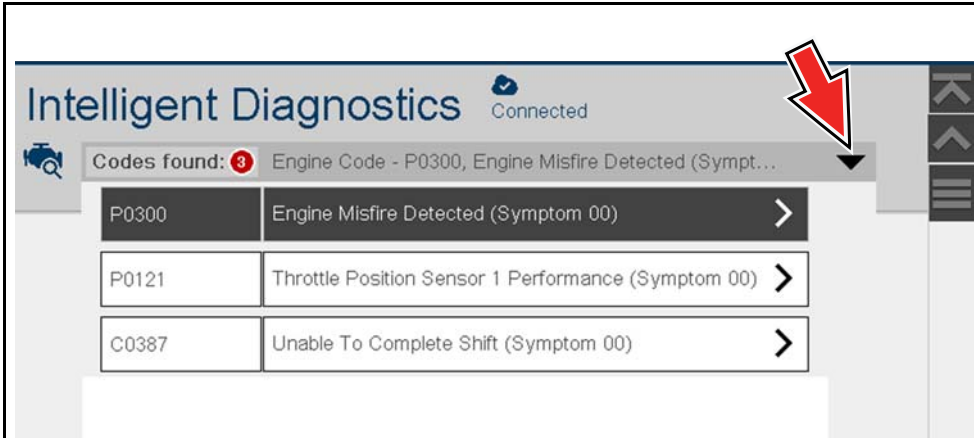 Intelligent Diagnostics Connected
Codes found: 3 Engine Code - P0300, Engine Misfire Detected (Sympt...
P0300 Engine Misfire Detected (Symptom 00)
P0121 Throttle Position Sensor 1 Performance (Symptom 00)
C0387 Unable To Complete Shift (Symptom 00)